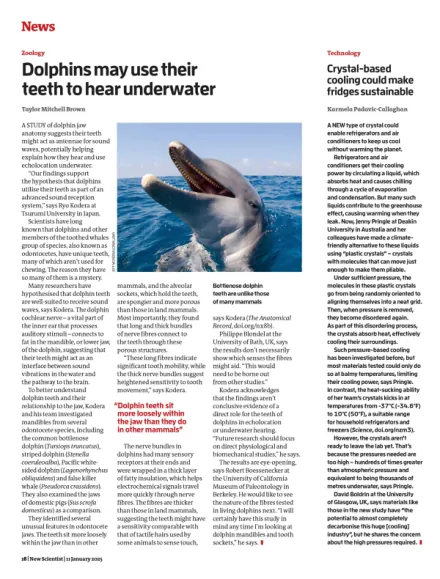 News
Zoology
Dolphins may use their
teeth to hear underwater
Taylor Mitchell Brown
A STUDY of dolphin jaw
anatomy suggests their teeth
might act as antennae for sound
waves, potentially helping
explain how they hear and use
echolocation underwater.
"Our findings support
the hypothesis that dolphins
utilise their teeth as part of an
advanced sound reception
system," says Ryo Kodera at
Tsurumi University in Japan.
Scientists have long
known that dolphins and other
members of the toothed whales
group of species, also known as
odontocetes, have unique teeth,
many of which aren't used for
chewing. The reason they have
so many of them is a mystery.
Many researchers have
hypothesised that dolphin teeth
are well-suited to receive sound
waves, says Kodera. The dolphin
cochlear nerve – a vital part of
the inner ear that processes
auditory stimuli – connects to
fat in the mandible, or lower jaw,
of the dolphin, suggesting that
their teeth might act as an
interface between sound
vibrations in the water and
the pathway to the brain.
To better understand
dolphin teeth and their
relationship to the jaw, Kodera
and his team investigated
mandibles from several
odontocete species, including
the common bottlenose
dolphin (Tursiops truncatus),
striped dolphin (Stenella
coeruleoalba), Pacific white-
sided dolphin (Lagenorhynchus
obliquidens) and false killer
whale (Pseudorca crassidens).
They also examined the jaws
of domestic pigs (Sus scrofa
domesticus) as a comparison.
They identified several
unusual features in odontocete
jaws. The teeth sit more loosely
within the jaw than in other
mammals, and the alveolar
sockets, which hold the teeth,
are spongier and more porous
than those in land mammals.
Most importantly, they found
that long and thick bundles
of nerve fibres connect to
the teeth through these
porous structures.
"These long fibres indicate
significant tooth mobility, while
the thick nerve bundles suggest
heightened sensitivity to tooth
movement," says Kodera.
"Dolphin teeth sit
more loosely within
the jaw than they do
in other mammals"
The nerve bundles in
dolphins had many sensory
receptors at their ends and
were wrapped in a thick layer
of fatty insulation, which helps
electrochemical signals travel
more quickly through nerve
fibres. The fibres are thicker
than those in land mammals,
suggesting the teeth might have
a sensitivity comparable with
that of tactile hairs used by
some animals to sense touch,
Bottlenose dolphin
teeth are unlike those
of many mammals
says Kodera (The Anatomical
Record, doi.org/nx8b).
Philippe Blondel at the
University of Bath, UK, says
the results don't necessarily
show which senses the fibres
might aid. "This would
need to be borne out
from other studies."
Kodera acknowledges
that the findings aren't
conclusive evidence of a
direct role for the teeth of
dolphins in echolocation
or underwater hearing.
"Future research should focus
on direct physiological and
biomechanical studies," he says.
The results are eye-opening,
says Robert Boessenecker at
the University of California
Museum of Paleontology in
Berkeley. He would like to see
the nature of the fibres tested
in living dolphins next. "I will
certainly have this study in
mind any time I'm looking at
dolphin mandibles and tooth
sockets," he says.
Technology
Crystal-based
cooling could make
fridges sustainable
Karmela Padavic-Callaghan
A NEW type of crystal could
enable refrigerators and air
conditioners to keep us cool
without warming the planet.
Refrigerators and air
conditioners get their cooling
power by circulating a liquid, which
absorbs heat and causes chilling
through a cycle of evaporation
and condensation. But many such
liquids contribute to the greenhouse
effect, causing warming when they
leak. Now, Jenny Pringle at Deakin
University in Australia and her
colleagues have made a climate-
friendly alternative to these liquids
using "plastic crystals" – crystals
with molecules that can move just
enough to make them pliable.
Under sufficient pressure, the
molecules in these plastic crystals
go from being randomly oriented to
aligning themselves into a neat grid.
Then, when pressure is removed,
they become disordered again.
As part of this disordering process,
the crystals absorb heat, effectively
cooling their surroundings.
Such pressure-based cooling
has been investigated before, but
most materials tested could only do
so at balmy temperatures, limiting
their cooling power, says Pringle.
In contrast, the heat-sucking ability
of her team's crystals kicks in at
temperatures from -37°C (-34.6°F)
to 10°C (50°F), a suitable range
for household refrigerators and
freezers (Science, doi.org/nxm3).
However, the crystals aren't
ready to leave the lab yet. That's
because the pressures needed are
too high – hundreds of times greater
than atmospheric pressure and
equivalent to being thousands of
metres underwater, says Pringle.
David Boldrin at the University
of Glasgow, UK, says materials like
those in the new study have "the
potential to almost completely
decarbonise this huge [cooling]
industry", but he shares the concern
about the high pressures required.
18 | New Scientist | 11 January 2025